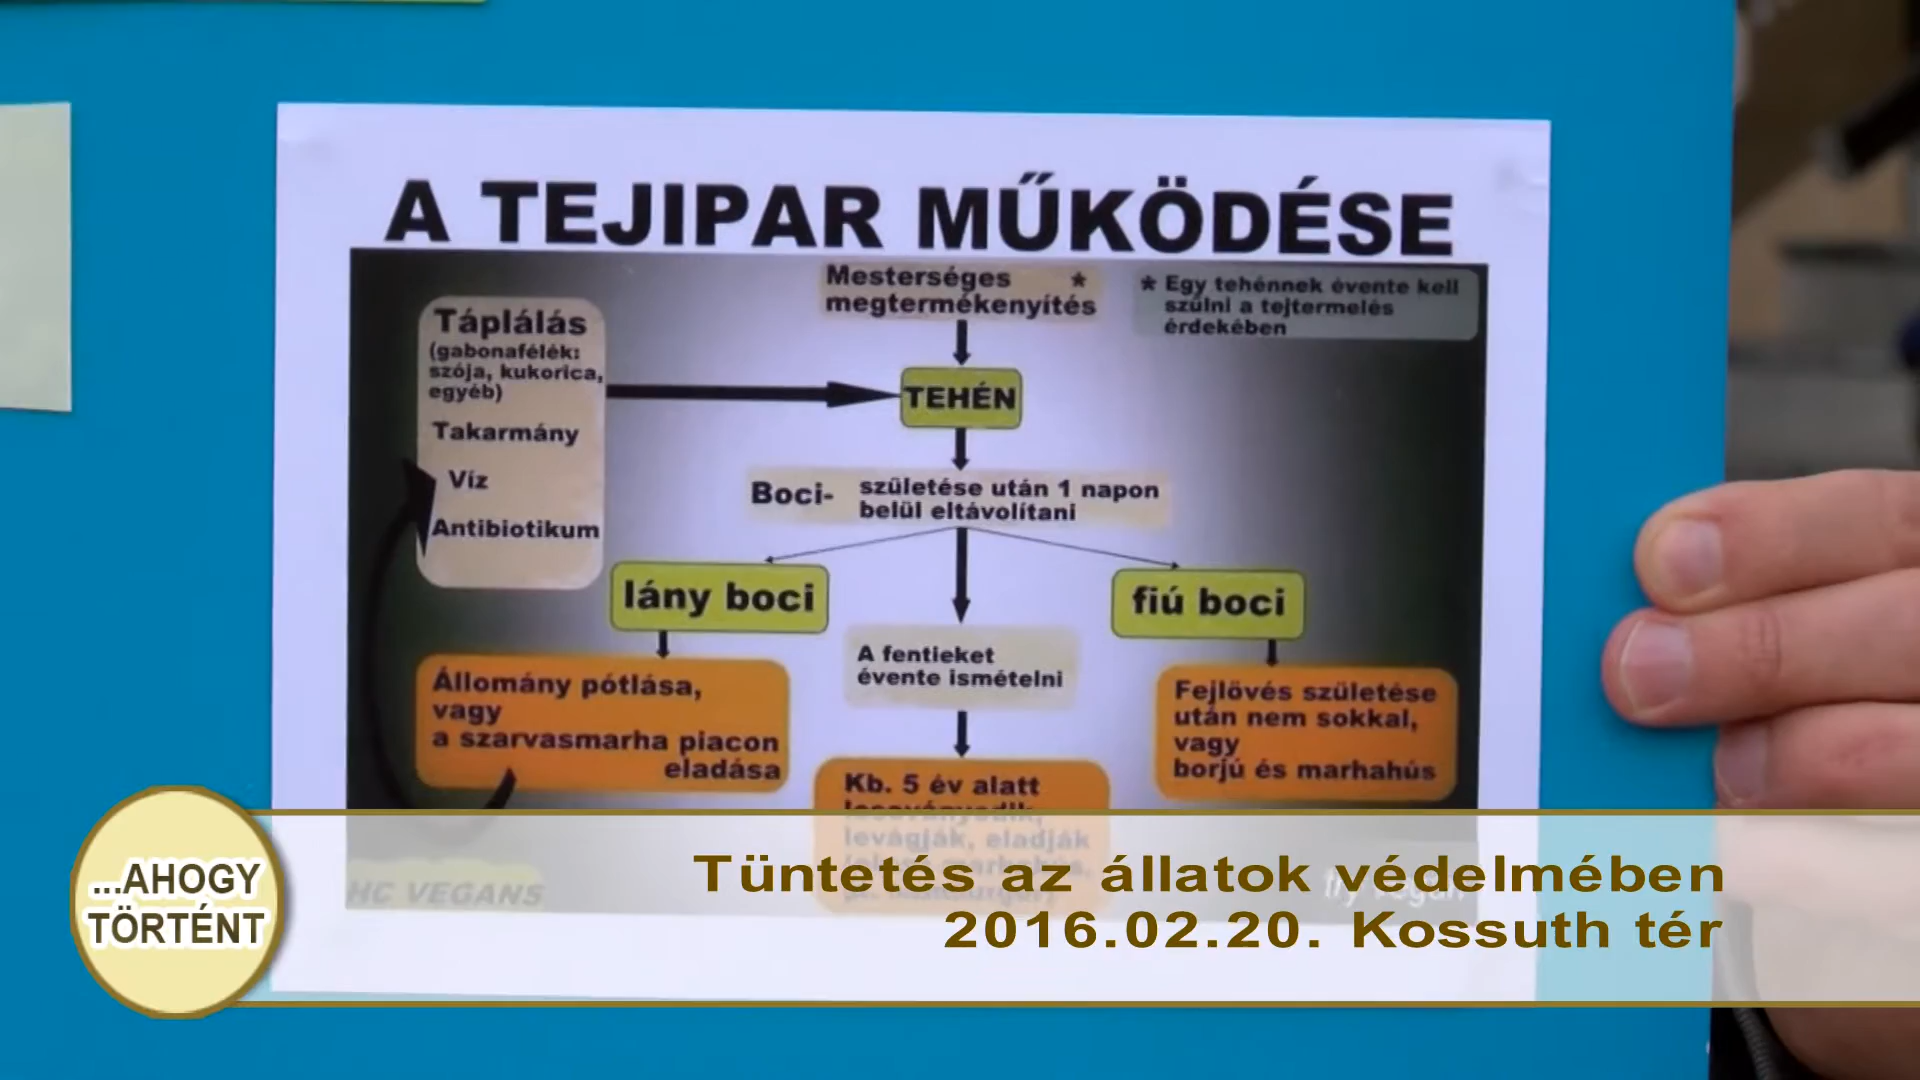 A TEJIPAR MŰKÖDÉSE
Mesterséges *
megtermékenyítés
* Egy tehénnek évente kell
szülni a tejtermelés
érdekében
Táplálás
(gabonafélék:
szója, kukorica,
egyéb)
Takarmány
Víz
Antibiotikum
TEHÉN
Boci- születése után 1 napon
belül eltávolítani
lány boci
fiú boci
A fentieket
évente ismételni
Állomány pótlása,
vagy
a szarvasmarha piacon
eladása
Fejlövés születése
után nem sokkal,
vagy
borjú és marhahús
Kb. 5 év alatt
levágják, eladják
HC VEGANS
...AHOGY
TÖRTÉNT
Tüntetés az állatok védelmében
2016.02.20. Kossuth tér